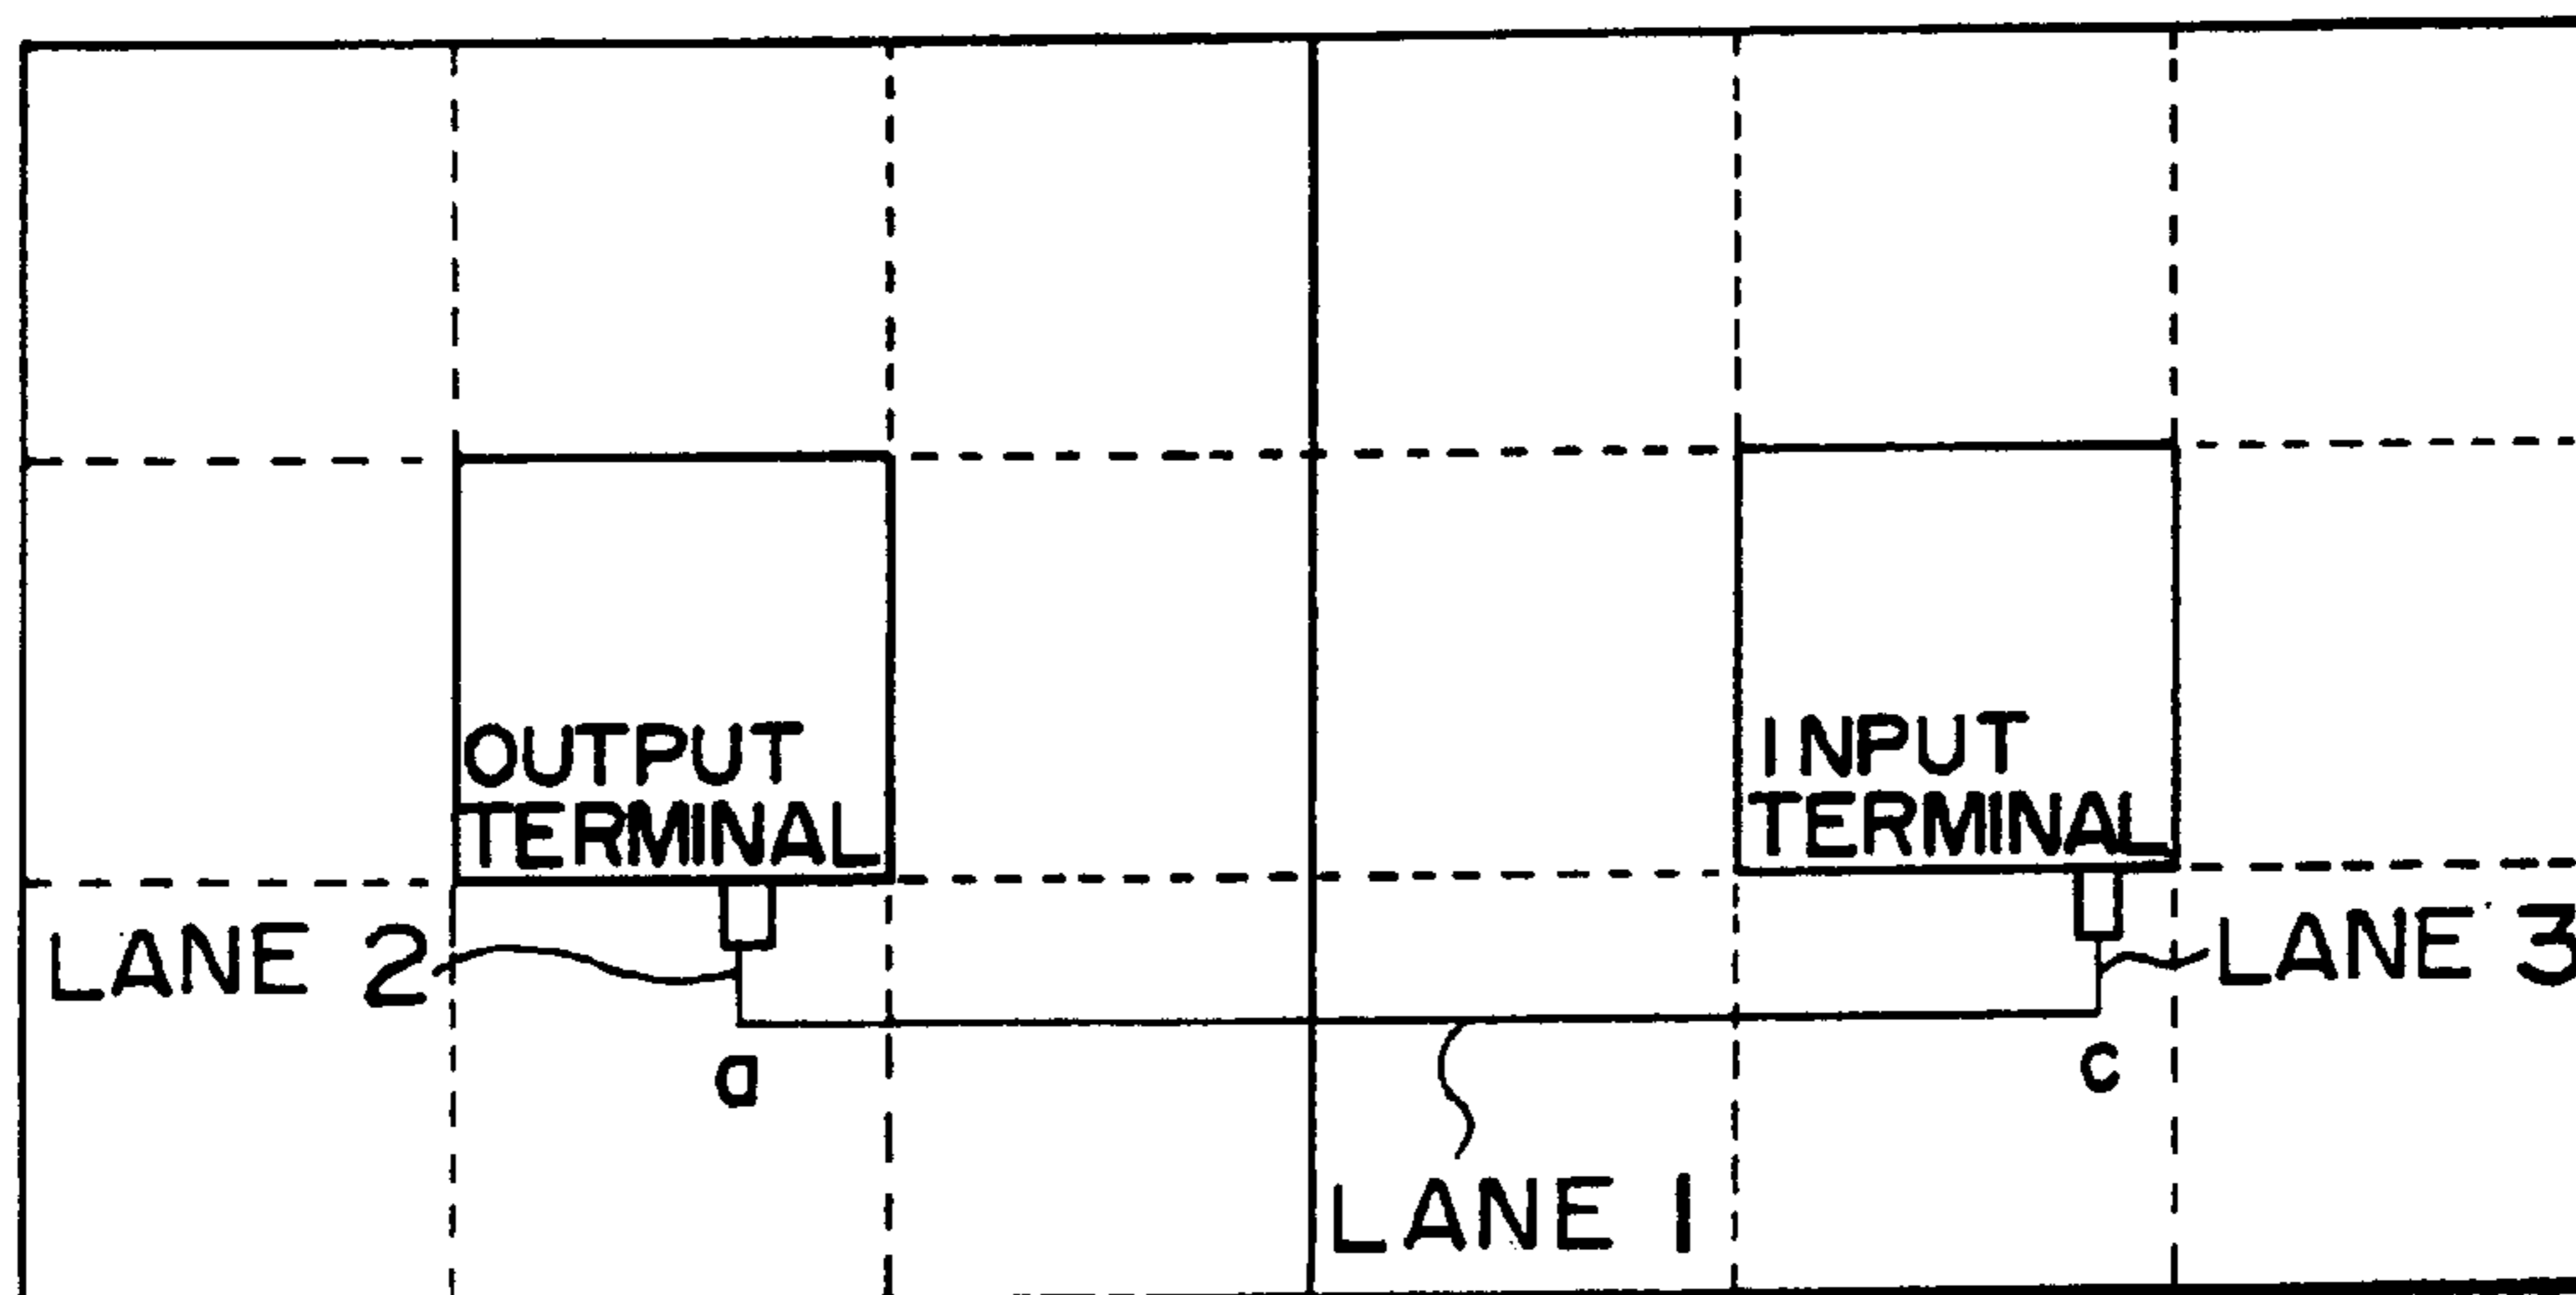 OUTPUT
TERMINAL
INPUT
TERMINAL
LANE 2
LANE 3
a
c
LANE 1